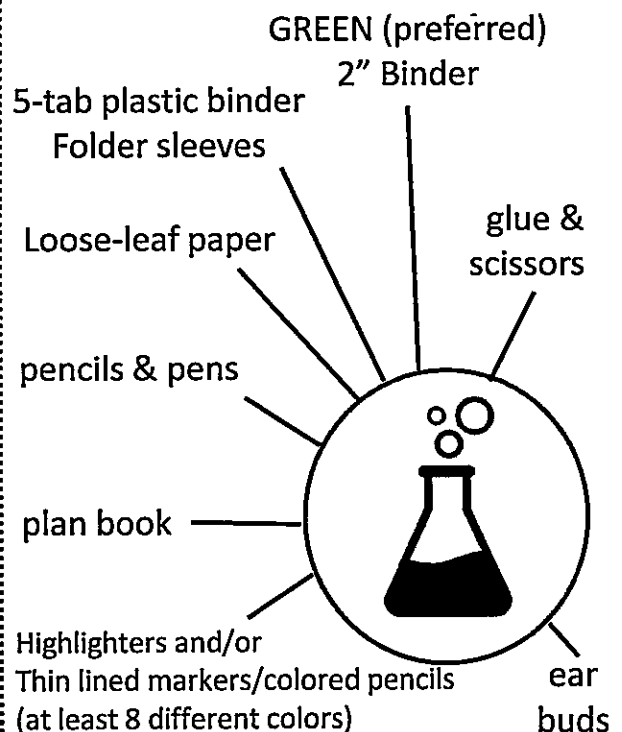 GREEN (preferred)
2” Binder
5-tab plastic binder
Folder sleeves
glue &
scissors
Loose-leaf paper
pencils & pens
plan book
Highlighters and/or
Thin lined markers/colored pencils
(at least 8 different colors)
ear
buds